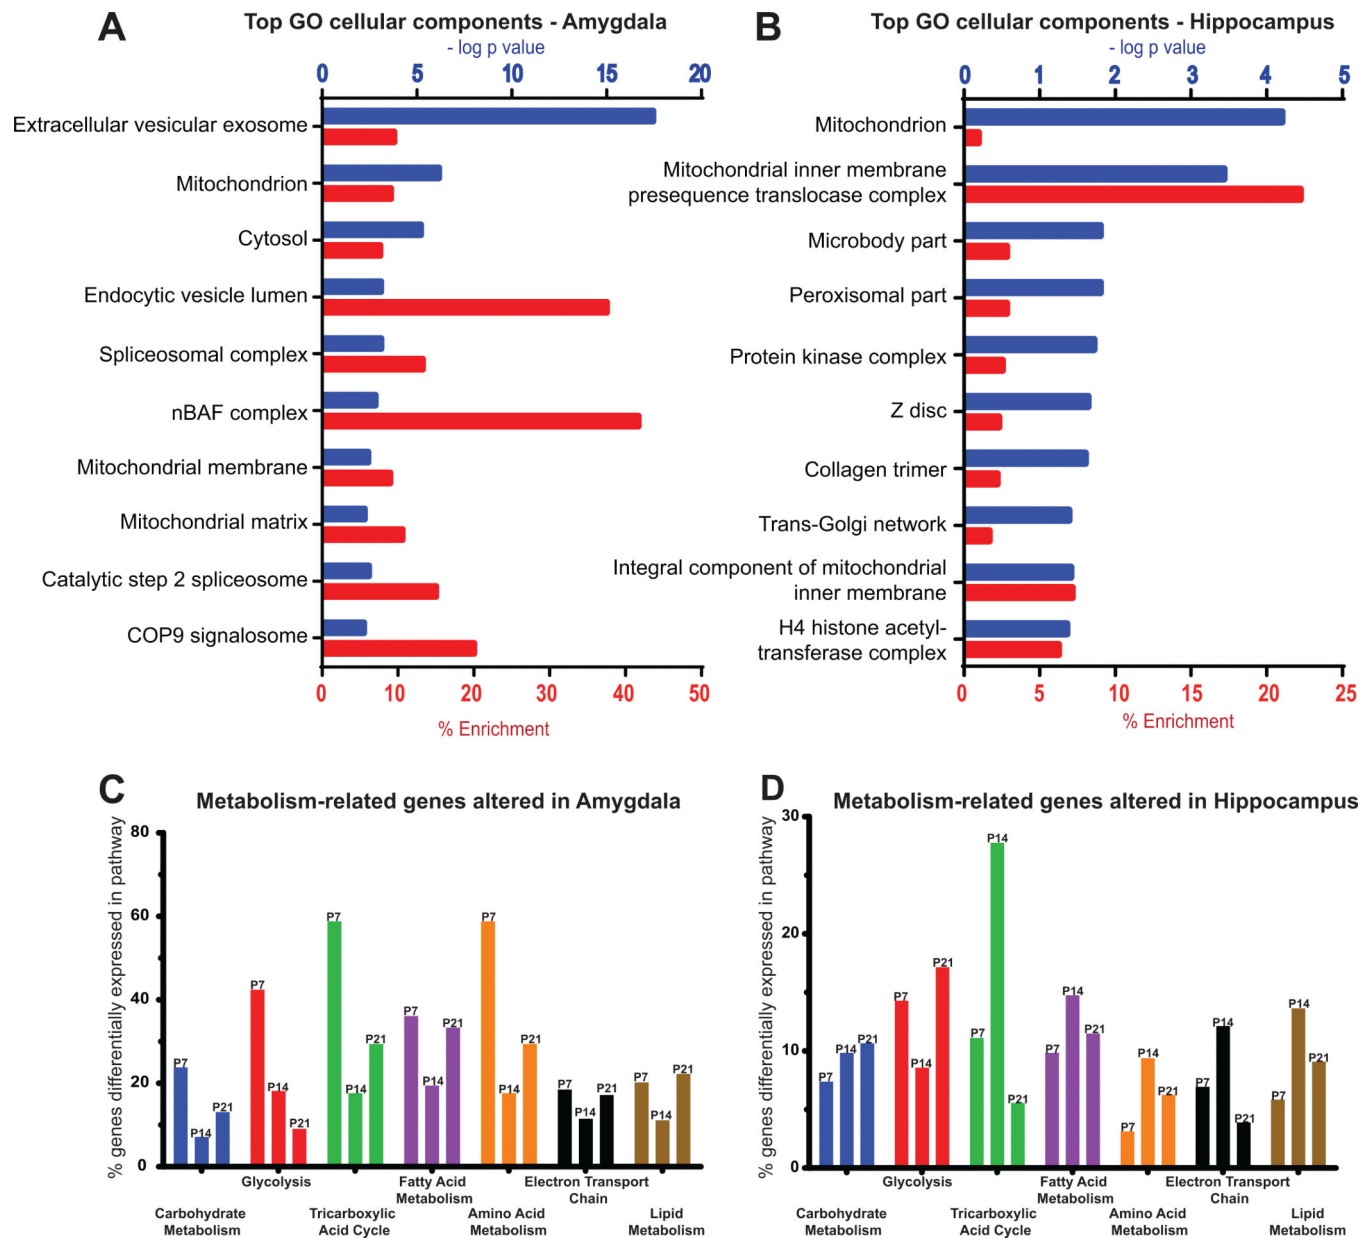 A
Top GO cellular components - Amygdala
- log p value
0 5 10 15 20
Extracellular vesicular exosome
Mitochondrion
Cytosol
Endocytic vesicle lumen
Spliceosomal complex
nBAF complex
Mitochondrial membrane
Mitochondrial matrix
Catalytic step 2 spliceosome
COP9 signalosome
0 10 20 30 40 50
% Enrichment
B
Top GO cellular components - Hippocampus
- log p value
0 1 2 3 4 5
Mitochondrion
Mitochondrial inner membrane
presequence translocase complex
Microbody part
Peroxisomal part
Protein kinase complex
Z disc
Collagen trimer
Trans-Golgi network
Integral component of mitochondrial
inner membrane
H4 histone acetyl-
transferase complex
0 5 10 15 20 25
% Enrichment
C
Metabolism-related genes altered in Amygdala
% genes differentially expressed in pathway
80
60
40
20
0
P7 P14 P21
P7 P14 P21
P7 P14 P21
P7 P14 P21
P7 P14 P21
P7 P14 P21
P7 P14 P21
Carbohydrate
Metabolism
Glycolysis
Tricarboxylic
Acid Cycle
Fatty Acid
Metabolism
Amino Acid
Metabolism
Electron Transport
Chain
Lipid
Metabolism
D
Metabolism-related genes altered in Hippocampus
% genes differentially expressed in pathway
30
20
10
0
P7 P14 P21
P7 P14 P21
P7 P14 P21
P7 P14 P21
P7 P14 P21
P7 P14 P21
P7 P14 P21
Carbohydrate
Metabolism
Glycolysis
Tricarboxylic
Acid Cycle
Fatty Acid
Metabolism
Amino Acid
Metabolism
Electron Transport
Chain
Lipid
Metabolism